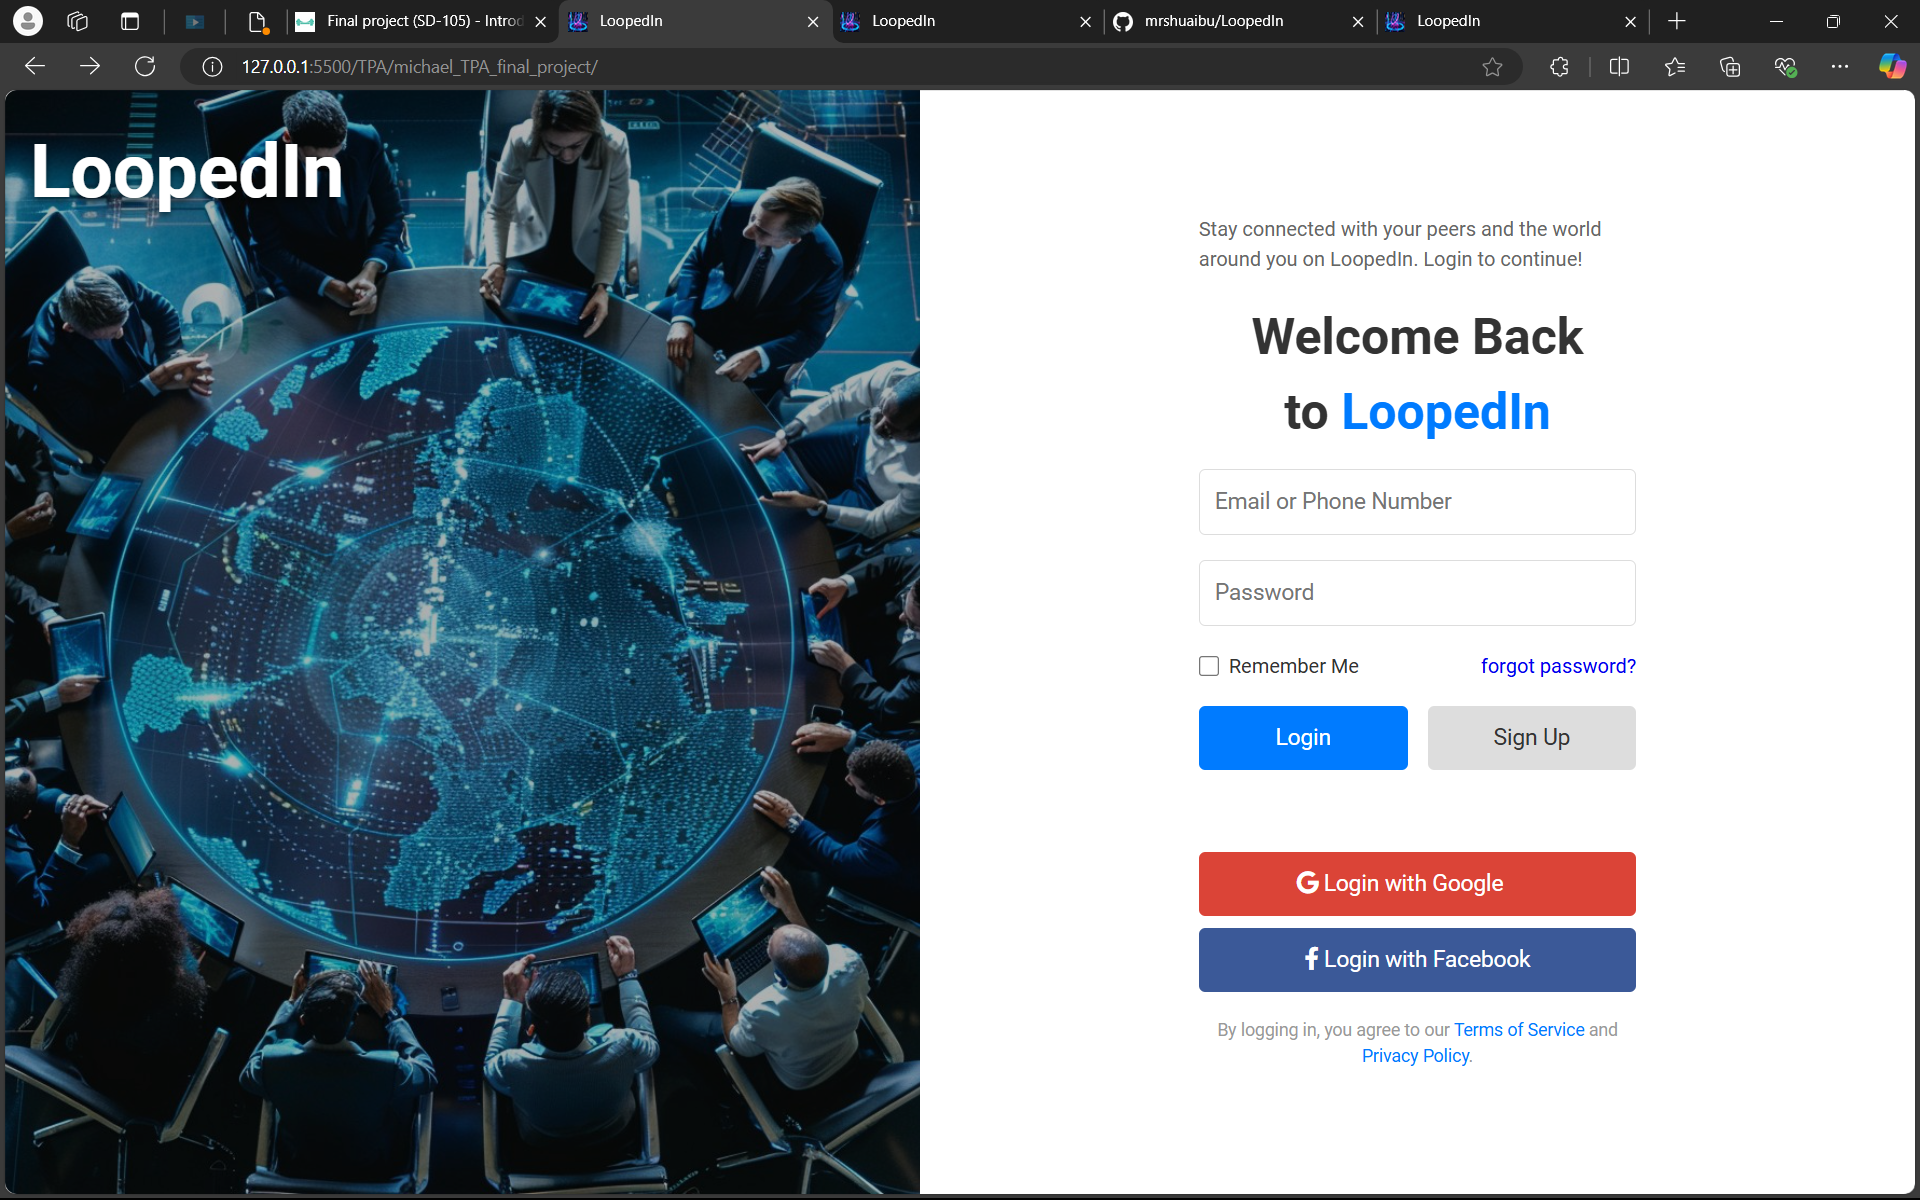 Final project (SD-105) - Introd
LoopedIn
LoopedIn
mrshuaibu/LoopedIn
LoopedIn
127.0.0.1:5500/TPA/michael_TPA_final_project/
LoopedIn
Stay connected with your peers and the world
around you on LoopedIn. Login to continue!
Welcome Back
to LoopedIn
Email or Phone Number
Password
Remember Me
forgot password?
Login
Sign Up
Login with Google
Login with Facebook
By logging in, you agree to our Terms of Service and
Privacy Policy.